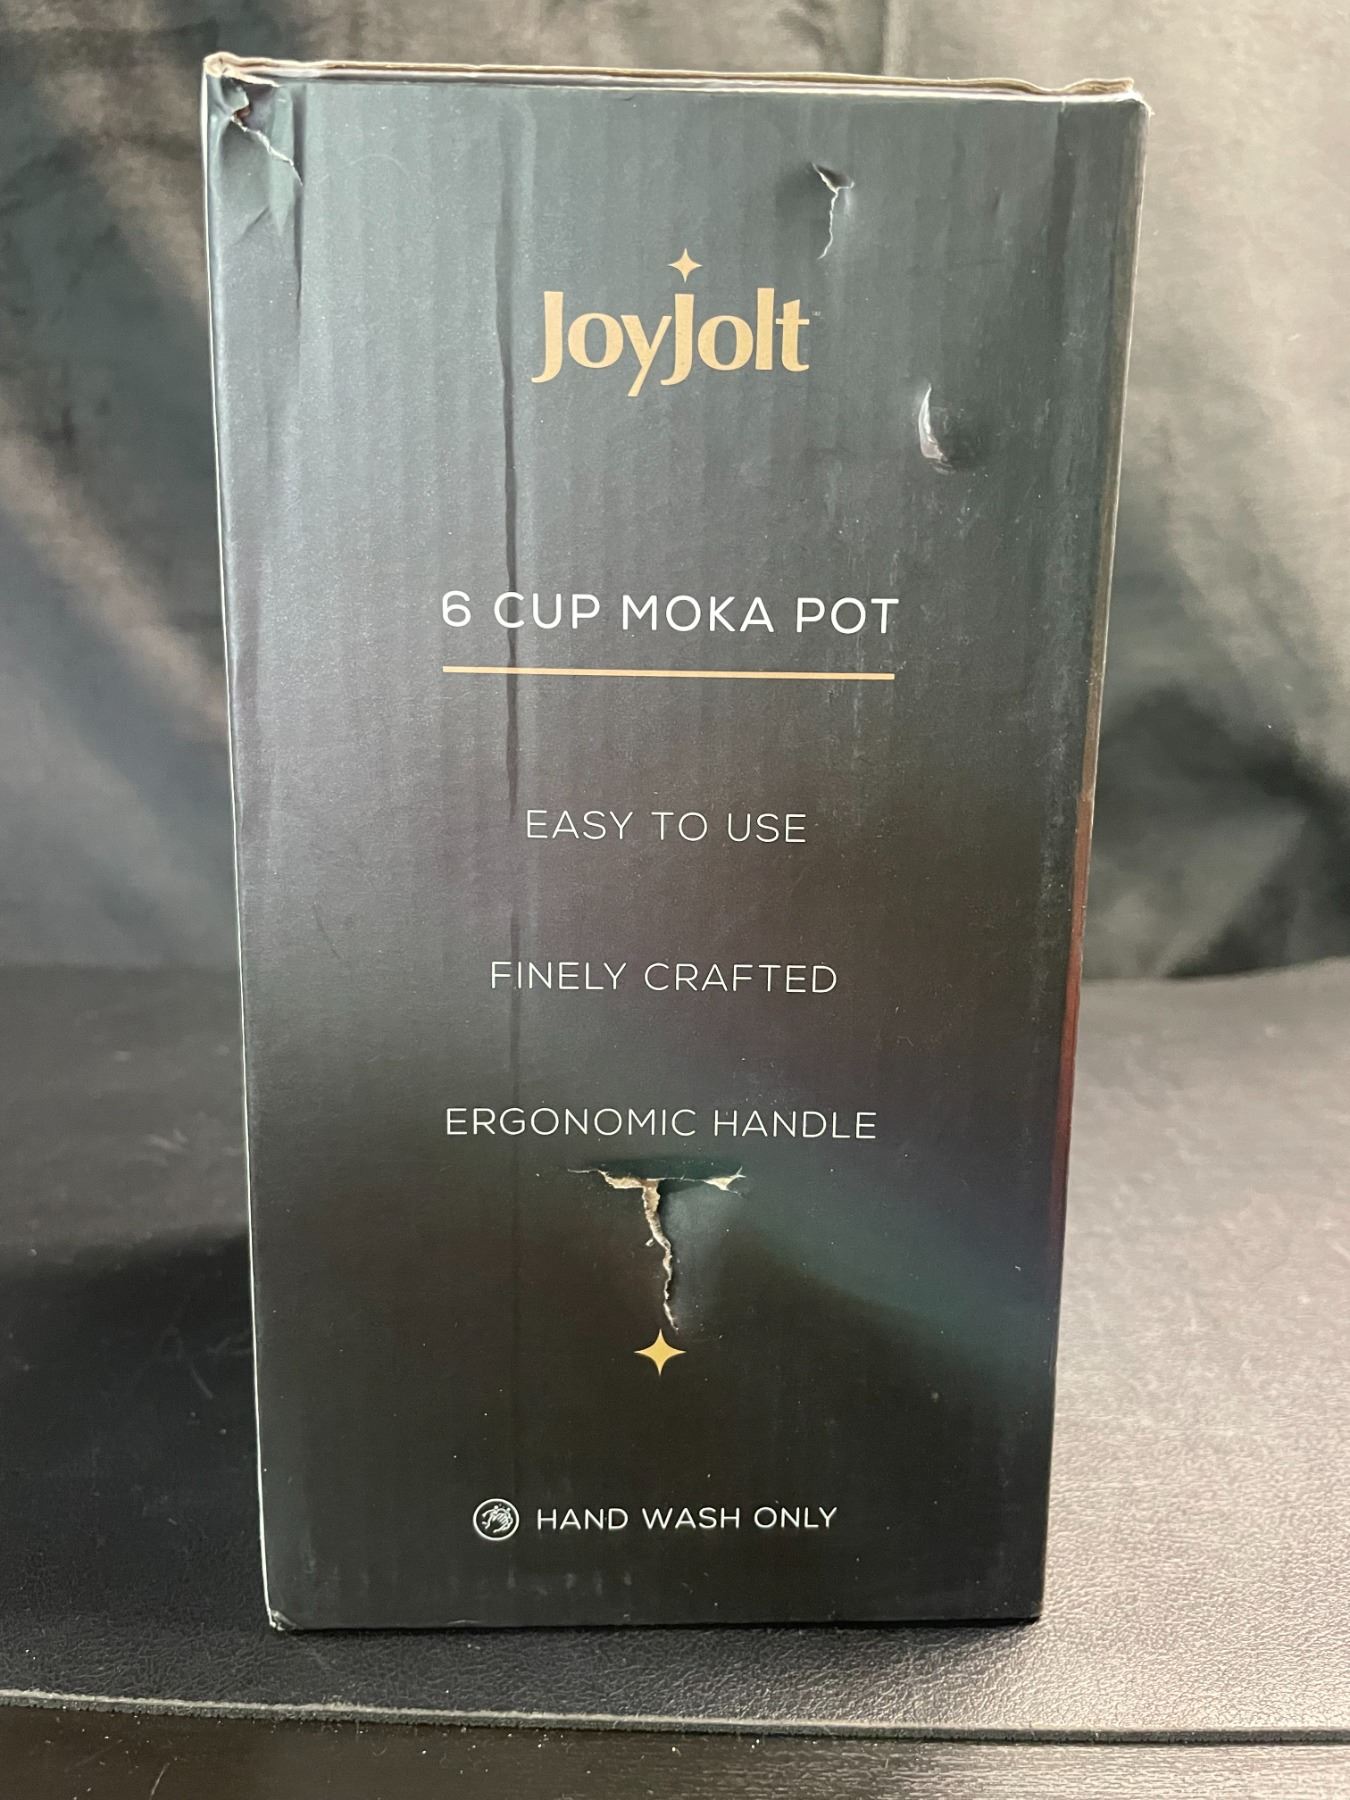 JoyJolt
6 CUP MOKA POT
EASY TO USE
FINELY CRAFTED
ERGONOMIC HANDLE
HAND WASH ONLY